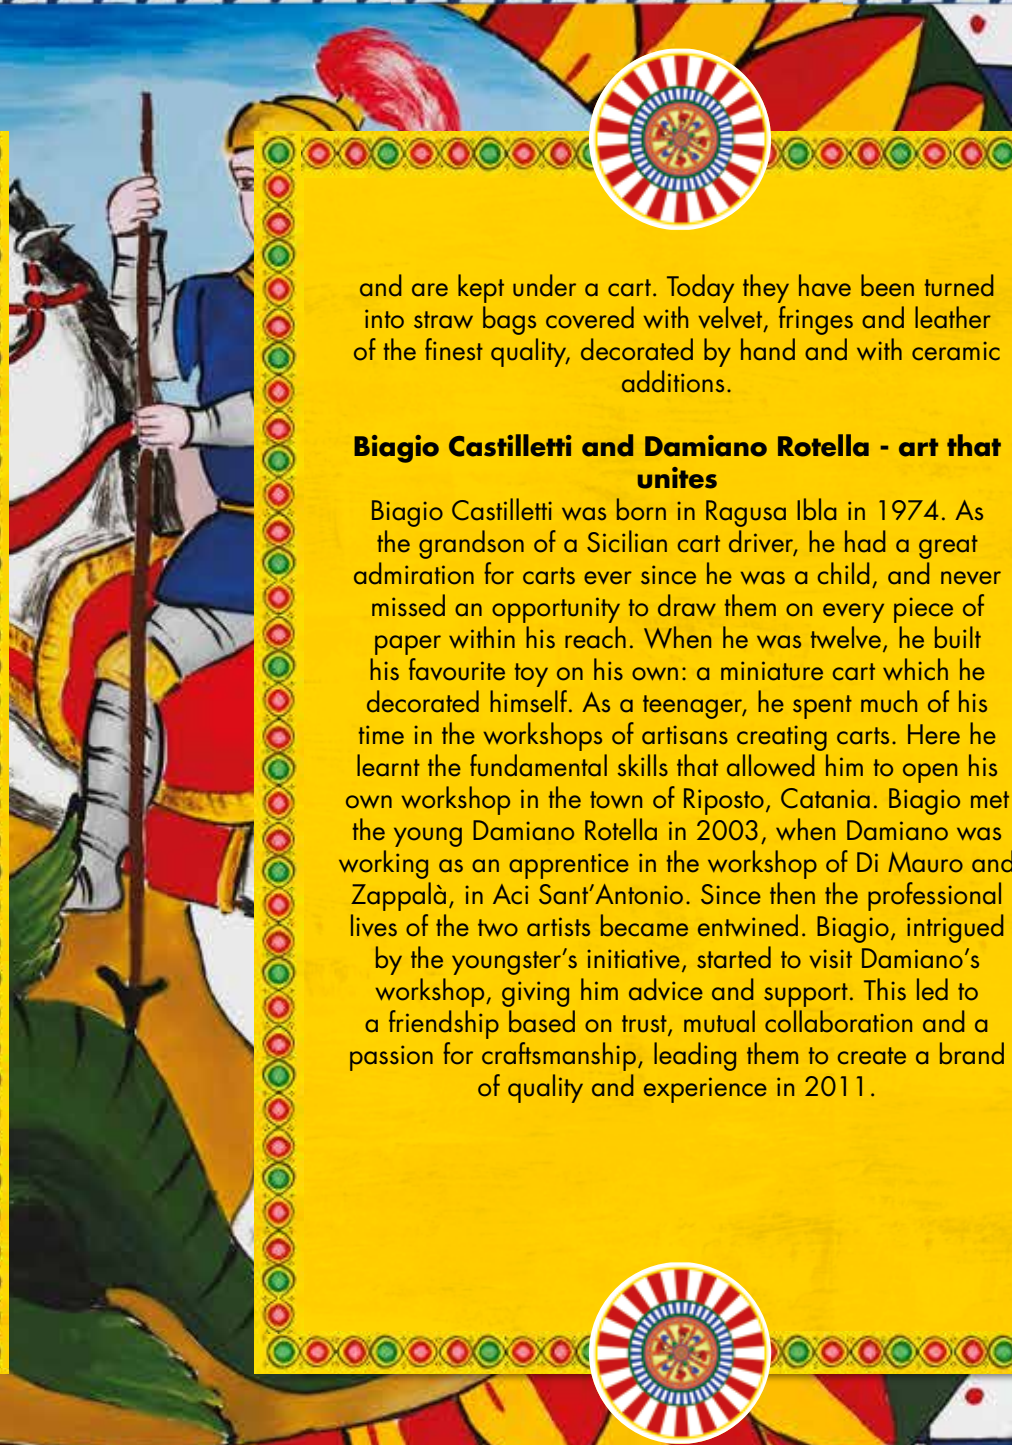 and are kept under a cart. Today they have been turned
into straw bags covered with velvet, fringes and leather
of the finest quality, decorated by hand and with ceramic
additions.
Biagio Castilletti and Damiano Rotella - art that
unites
Biagio Castilletti was born in Ragusa Ibla in 1974. As
the grandson of a Sicilian cart driver, he had a great
admiration for carts ever since he was a child, and never
missed an opportunity to draw them on every piece of
paper within his reach. When he was twelve, he built
his favourite toy on his own: a miniature cart which he
decorated himself. As a teenager, he spent much of his
time in the workshops of artisans creating carts. Here he
learnt the fundamental skills that allowed him to open his
own workshop in the town of Riposto, Catania. Biagio met
the young Damiano Rotella in 2003, when Damiano was
working as an apprentice in the workshop of Di Mauro and
Zappalà, in Aci Sant’Antonio. Since then the professional
lives of the two artists became entwined. Biagio, intrigued
by the youngster’s initiative, started to visit Damiano’s
workshop, giving him advice and support. This led to
a friendship based on trust, mutual collaboration and a
passion for craftsmanship, leading them to create a brand
of quality and experience in 2011.